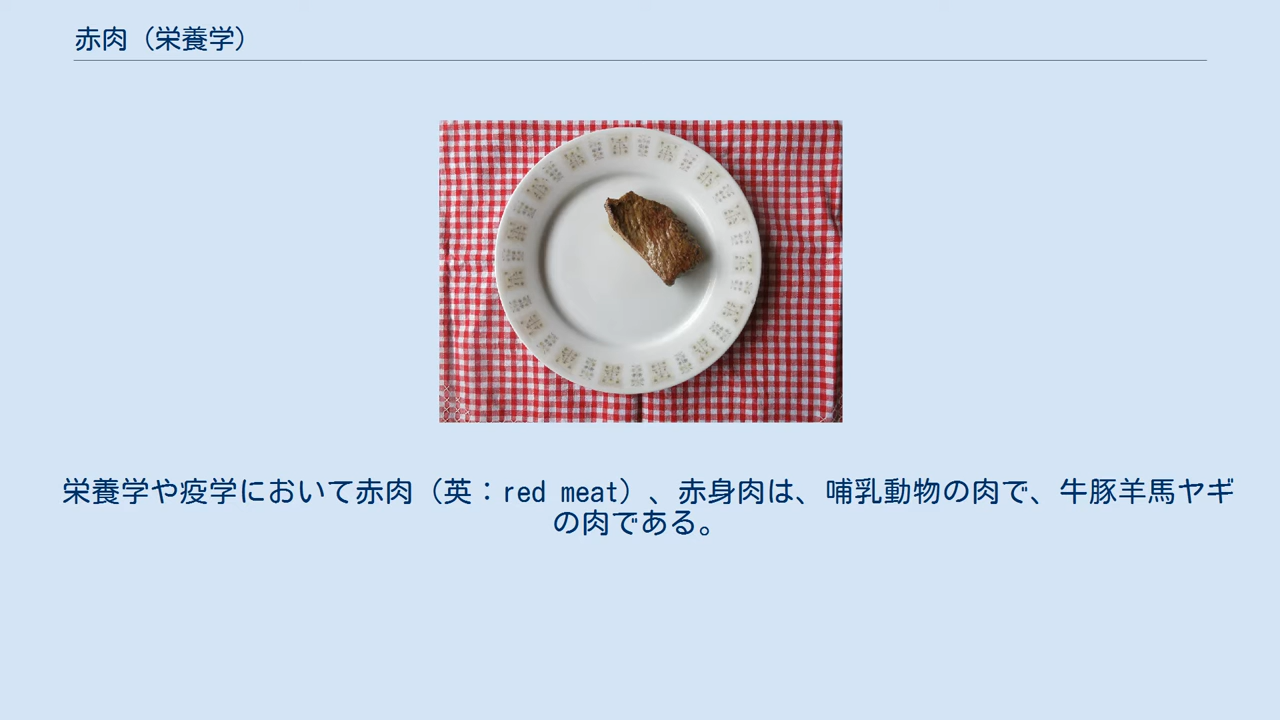 赤肉（栄養学）
栄養学や疫学において赤肉（英：red meat）、赤身肉は、哺乳動物の肉で、牛豚羊馬ヤギ
の肉である。